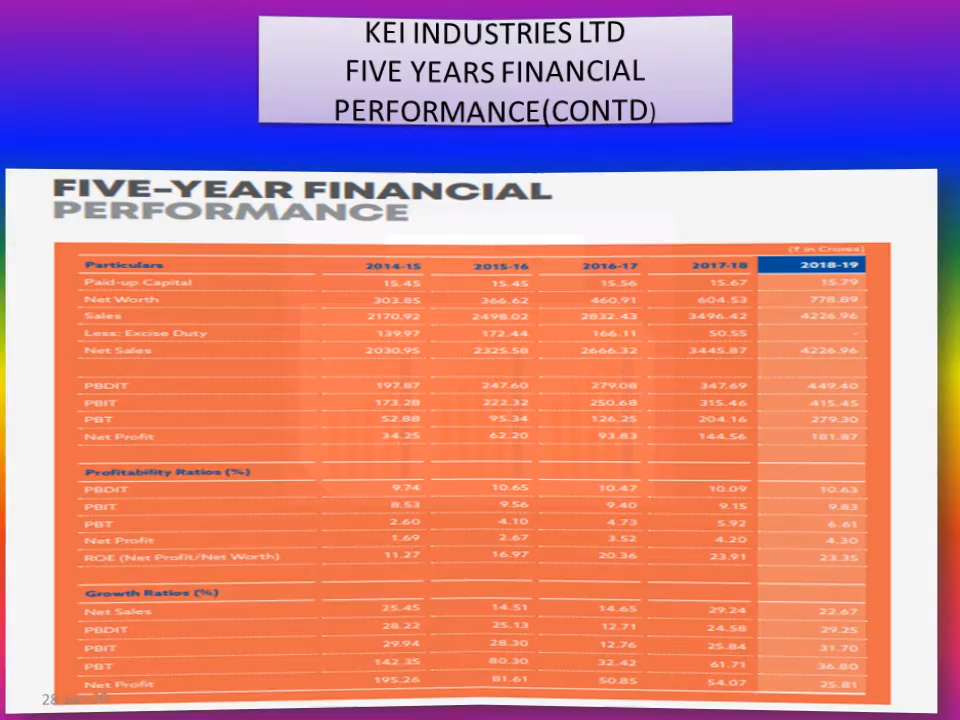 KEI INDUSTRIES LTD
FIVE YEARS FINANCIAL
PERFORMANCE(CONTD)
FIVE-YEAR FINANCIAL
PERFORMANCE
(₹ in Crores)
Particulars 2014-15 2015-16 2016-17 2017-18 2018-19
Paid-up Capital 15.45 15.45 15.56 15.67 15.79
Net Worth 303.85 366.62 460.91 604.53 778.89
Sales 2170.92 2498.02 2832.43 3496.42 4226.96
Less: Excise Duty 139.97 172.44 166.11 50.55 -
Net Sales 2030.95 2325.58 2666.32 3445.87 4226.96
PBDIT 197.87 247.60 279.08 347.69 449.40
PBIT 173.28 222.32 250.68 315.46 415.45
PBT 52.88 95.34 126.25 204.16 279.30
Net Profit 34.25 62.20 93.83 144.56 181.87
Profitability Ratios (%)
PBDIT 9.74 10.65 10.47 10.09 10.63
PBIT 8.53 9.56 9.40 9.15 9.83
PBT 2.60 4.10 4.73 5.92 6.61
Net Profit 1.69 2.67 3.52 4.20 4.30
ROE (Net Profit/Net Worth) 11.27 16.97 20.36 23.91 23.35
Growth Ratios (%)
Net Sales 25.45 14.51 14.65 29.24 22.67
PBDIT 28.22 25.13 12.71 24.58 29.25
PBIT 29.94 28.30 12.76 25.84 31.70
PBT 142.35 80.30 32.42 61.71 36.80
Net Profit 195.26 81.61 50.85 54.07 25.81
28